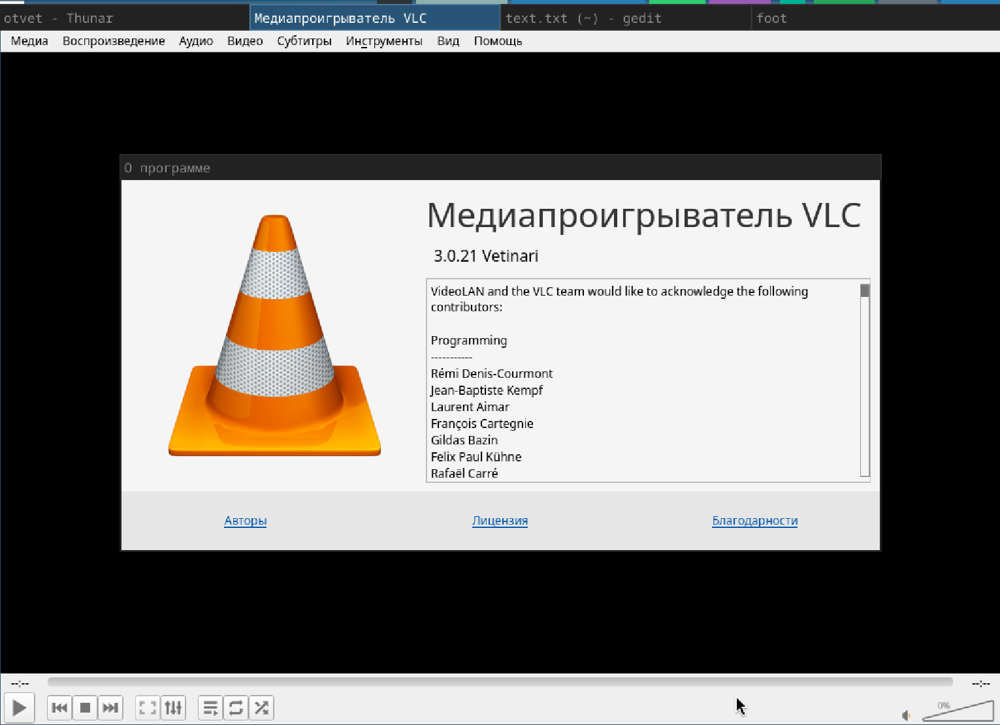 otvet - Thunar
Медиапроигрыватель VLC
text.txt (~) - gedit
foot
Медиа Воспроизведение Аудио Видео Субтитры Инструменты Вид Помощь
О программе
Медиапроигрыватель VLC
3.0.21 Vetinari
VideoLAN and the VLC team would like to acknowledge the following
contributors:
Programming
-----------
Rémi Denis-Courmont
Jean-Baptiste Kempf
Laurent Aimar
François Cartegnie
Gildas Bazin
Felix Paul Kühne
Rafaël Carré
Авторы
Лицензия
Благодарности
--:--
--:--
0%